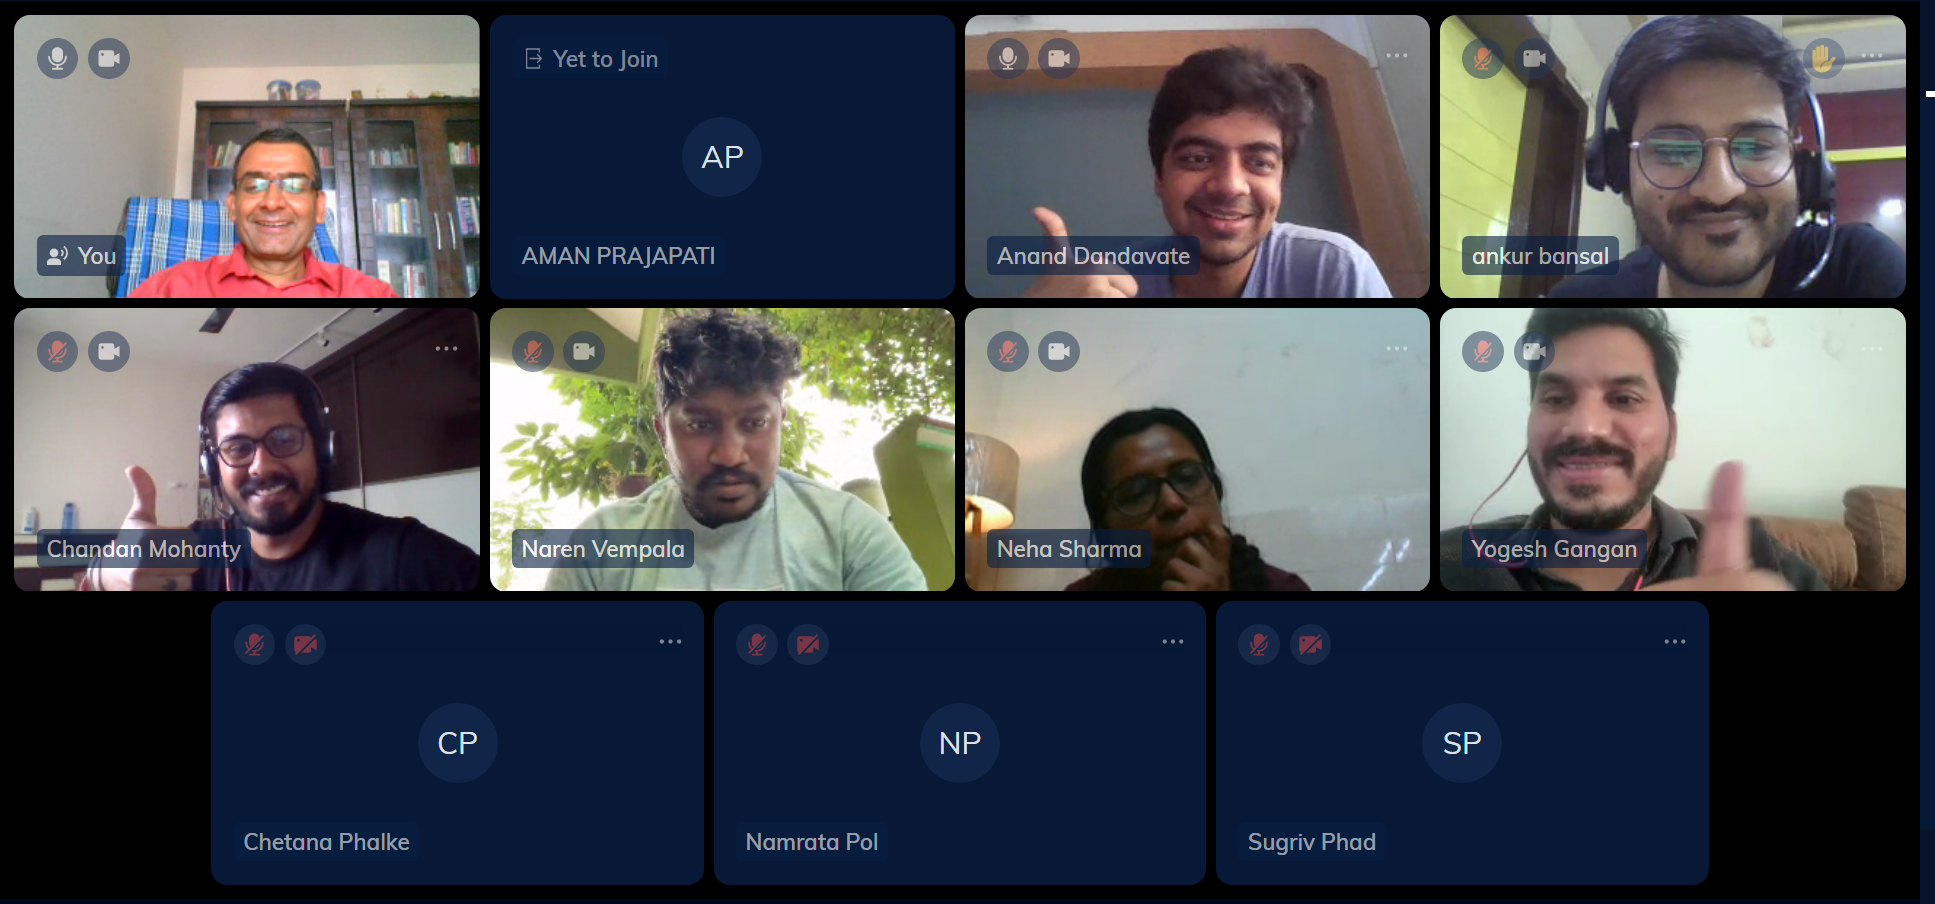 You
Yet to Join
AP
AMAN PRAJAPATI
Anand Dandavate
ankur bansal
Chandan Mohanty
Naren Vempala
Neha Sharma
Yogesh Gangan
CP
Chetana Phalke
NP
Namrata Pol
SP
Sugriv Phad